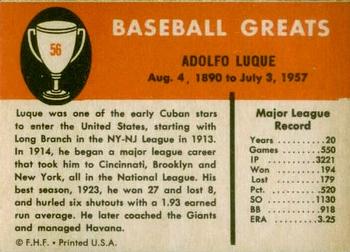 56
BASEBALL GREATS
ADOLFO LUQUE
Aug. 4, 1890 to July 3, 1957
Luque was one of the early Cuban stars
to enter the United States, starting with
Long Branch in the NY-NJ League in 1913.
In 1914, he began a major league career
that took him to Cincinnati, Brooklyn and
New York, all in the National League. His
best season, 1923, he won 27 and lost 8,
and hurled six shutouts with a 1.93 earned
run average. He later coached the Giants
and managed Havana.
© F.H.F. • Printed U.S.A.
Major League
Record
Years 20
Games 550
IP 3221
Won 194
Lost 179
Pct. .520
SO 1130
BB 918
ERA 3.25